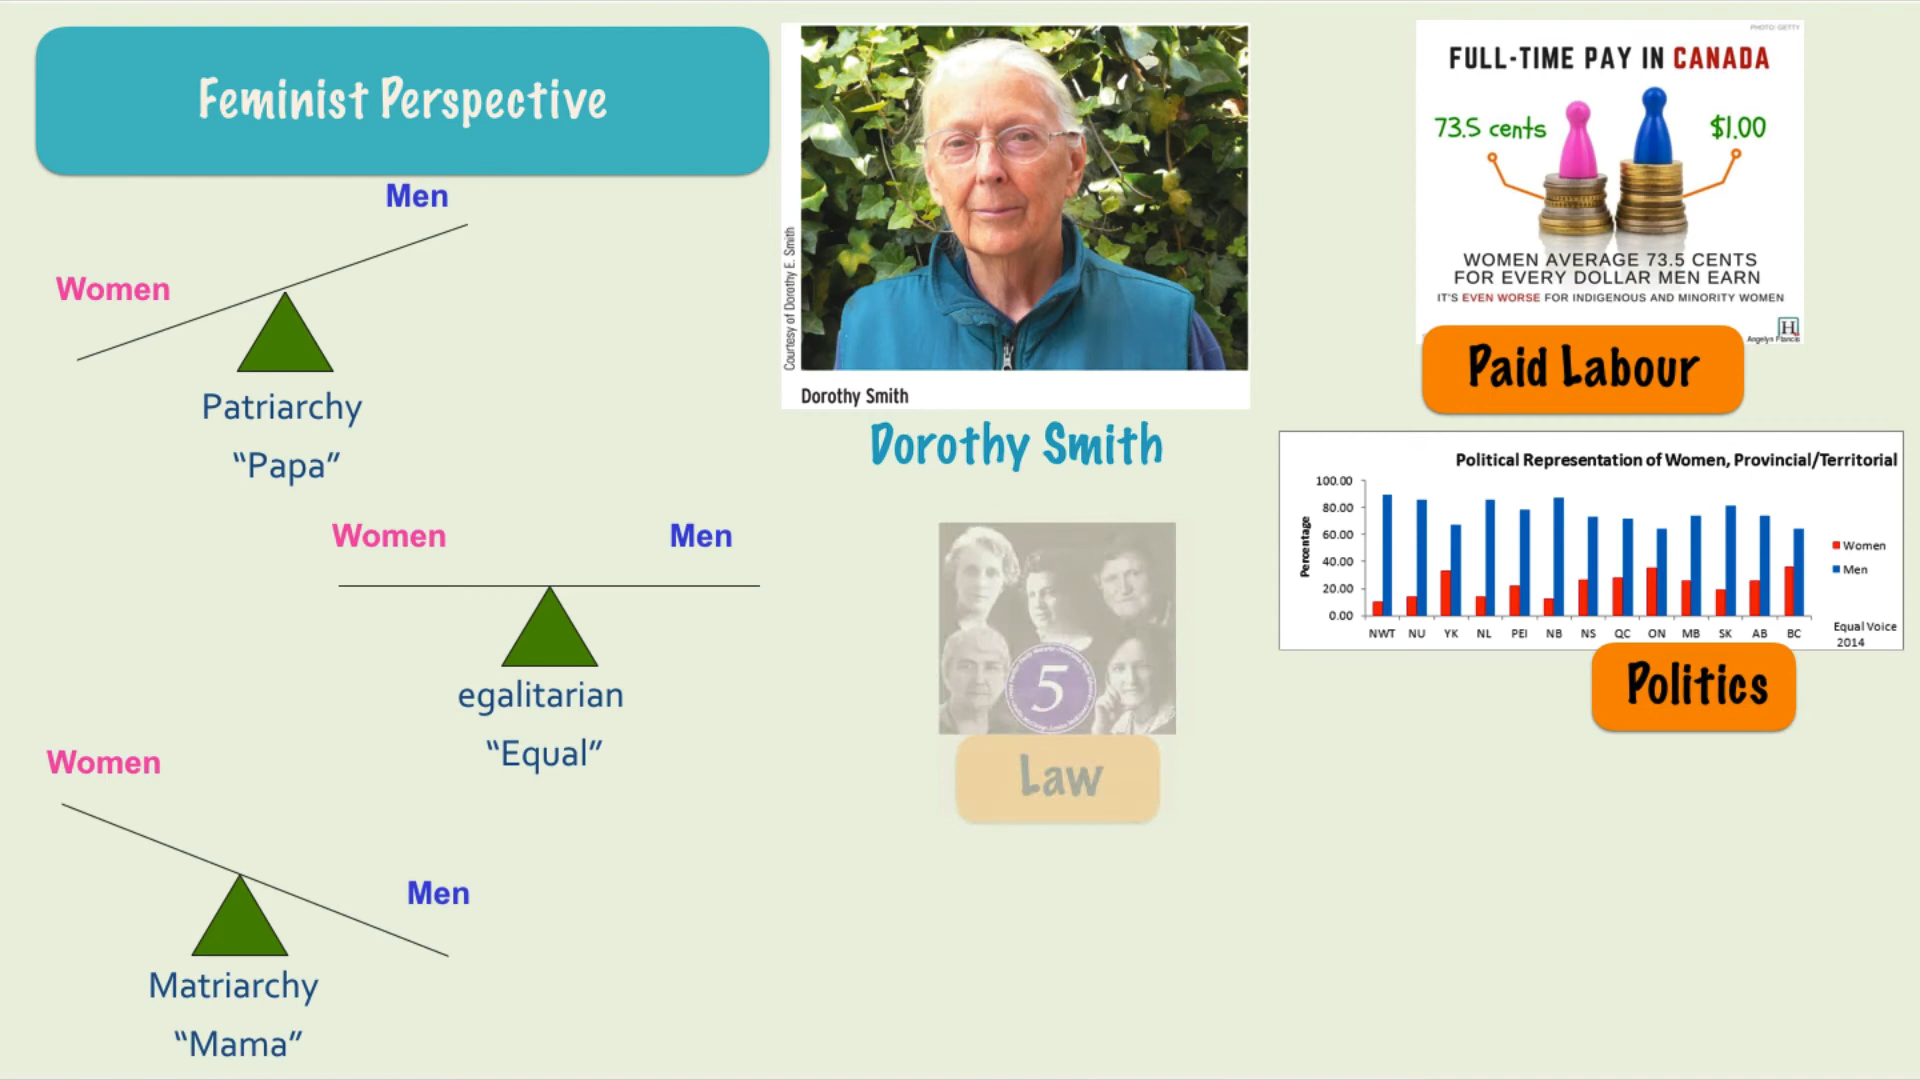 Feminist Perspective
Men
Women
Patriarchy
“Papa”
Women
Men
egalitarian
“Equal”
Women
Men
Matriarchy
“Mama”
Courtesy of Dorothy E. Smith
Dorothy Smith
Dorothy Smith
5
Law
PHOTO: GETTY
FULL-TIME PAY IN CANADA
73.5 cents
$1.00
WOMEN AVERAGE 73.5 CENTS
FOR EVERY DOLLAR MEN EARN
IT'S EVEN WORSE FOR INDIGENOUS AND MINORITY WOMEN
H
Angelyn Francis
Paid Labour
Political Representation of Women, Provincial/Territorial
Percentage
100.00
80.00
60.00
40.00
20.00
0.00
NWT NU YK NL PEI NB NS QC ON MB SK AB BC
Women
Men
Equal Voice
2014
Politics